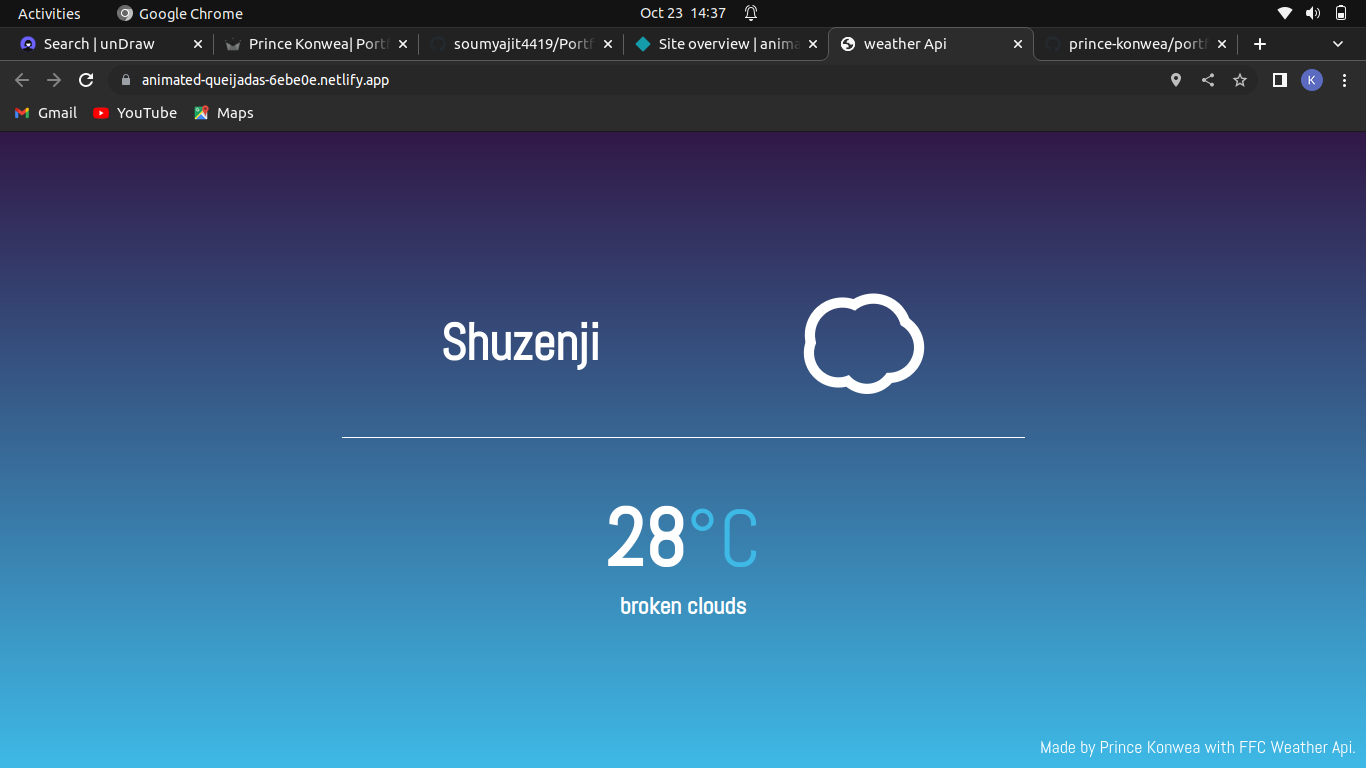 Activities Google Chrome Oct 23 14:37
Search | unDraw Prince Konwea| Port soumyajit4419/Portf Site overview | anima weather Api prince-konwea/portf
animated-queijadas-6ebe0e.netlify.app K
Gmail YouTube Maps
Shuzenji
28°C
broken clouds
Made by Prince Konwea with FFC Weather Api.